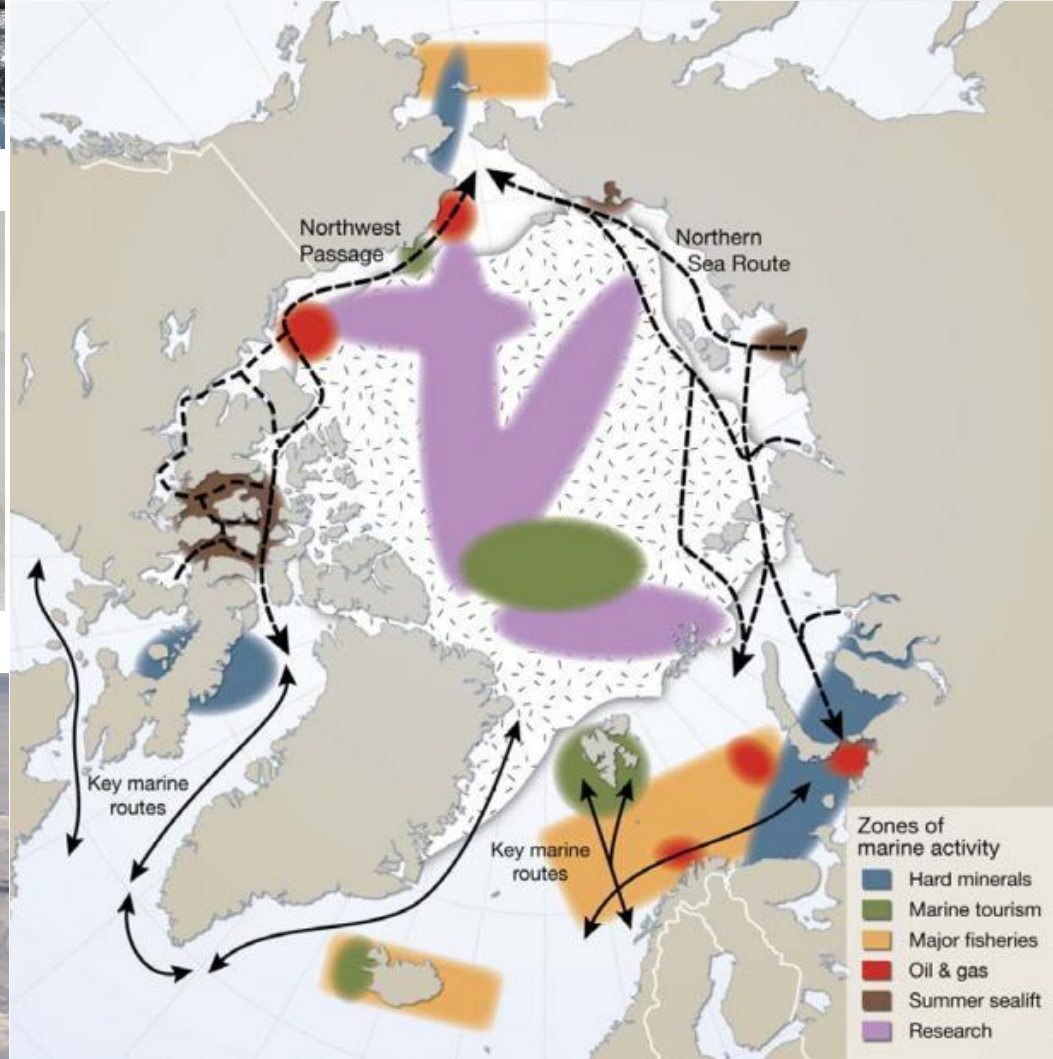 Northwest
Passage
Northern
Sea Route
Key marine
routes
Key marine
routes
Zones of
marine activity
Hard minerals
Marine tourism
Major fisheries
Oil & gas
Summer sealift
Research